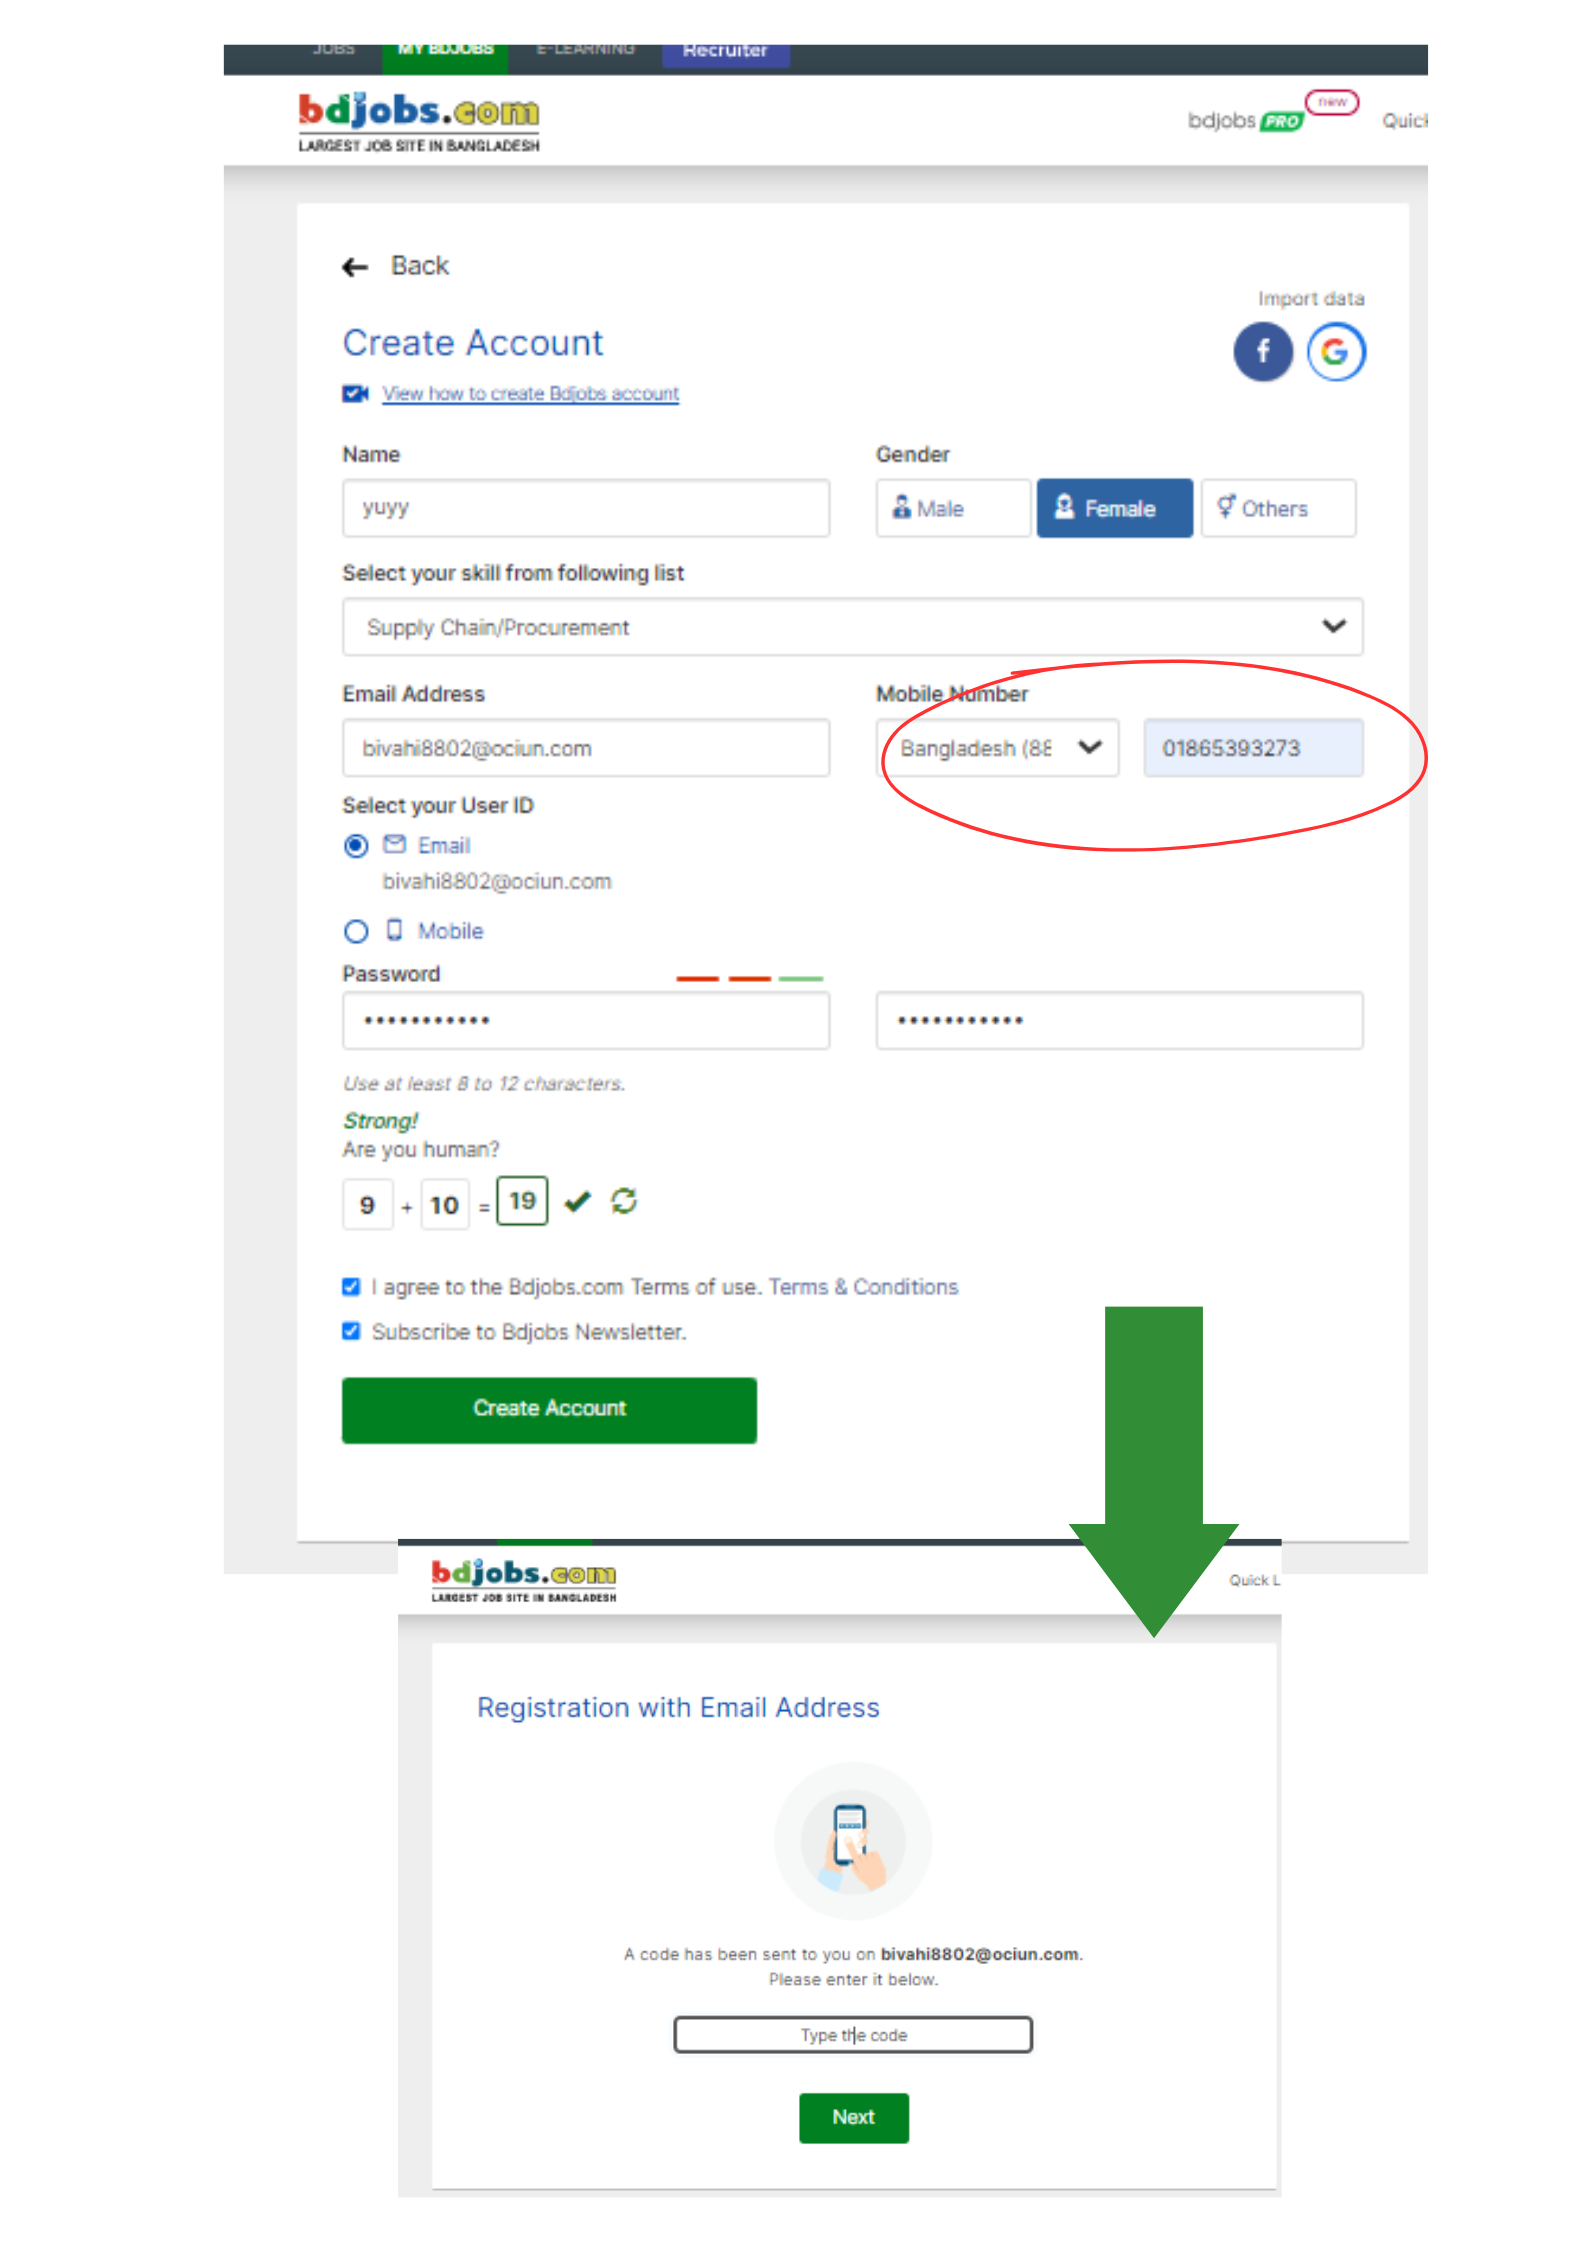 JOBS MY BDJOBS E-LEARNING Recruiter
bdjobs.com
LARGEST JOB SITE IN BANGLADESH
bdjobs PRO new Quick
← Back
Import data
Create Account
View how to create Bdjobs account
Name Gender
yuyy Male Female Others
Select your skill from following list
Supply Chain/Procurement
Email Address Mobile Number
bivahi8802@ociun.com Bangladesh (88 01865393273
Select your User ID
Email
bivahi8802@ociun.com
Mobile
Password
Use at least 8 to 12 characters.
Strong!
Are you human?
9 + 10 = 19
I agree to the Bdjobs.com Terms of use. Terms & Conditions
Subscribe to Bdjobs Newsletter.
Create Account
bdjobs.com
LARGEST JOB SITE IN BANGLADESH
Quick L
Registration with Email Address
A code has been sent to you on bivahi8802@ociun.com.
Please enter it below.
Type the code
Next